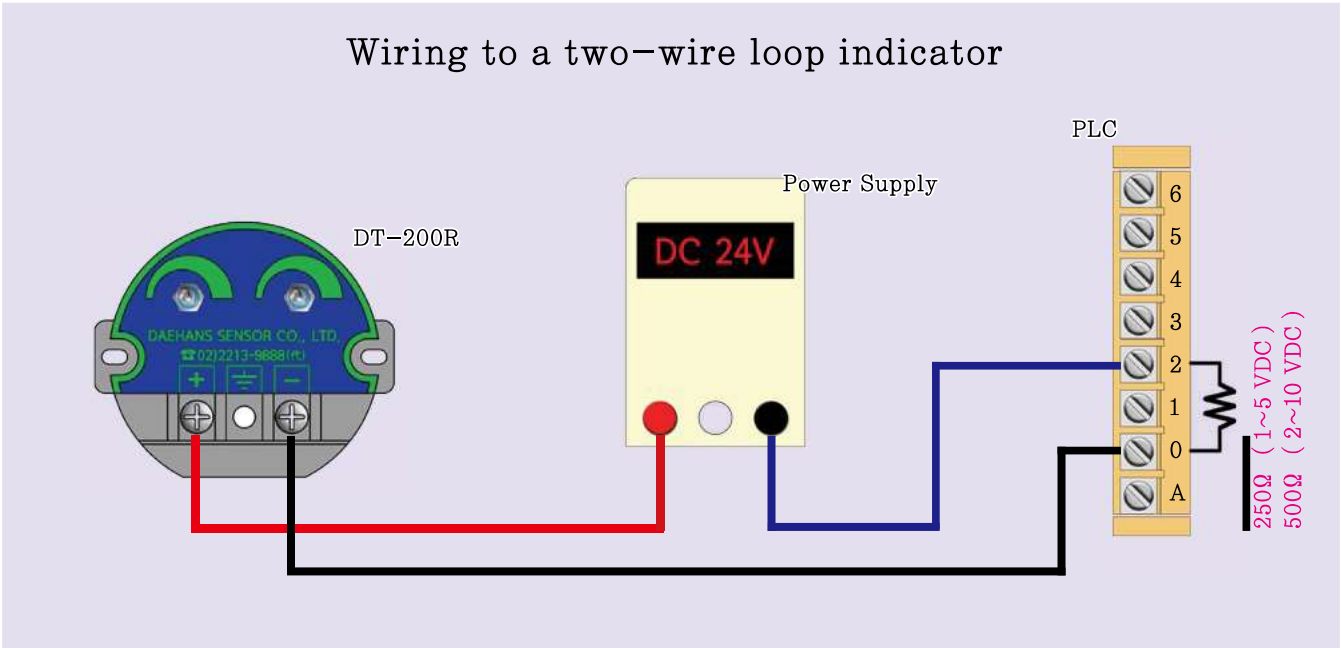 Wiring to a two-wire loop indicator
PLC
Power Supply
DT-200R
DC 24V
DAEHANS SENSOR CO., LTD.
☎02)2213-9888(rt)
+
−
6
5
4
3
2
1
0
A
250Ω ( 1~5 VDC )
500Ω ( 2~10 VDC )